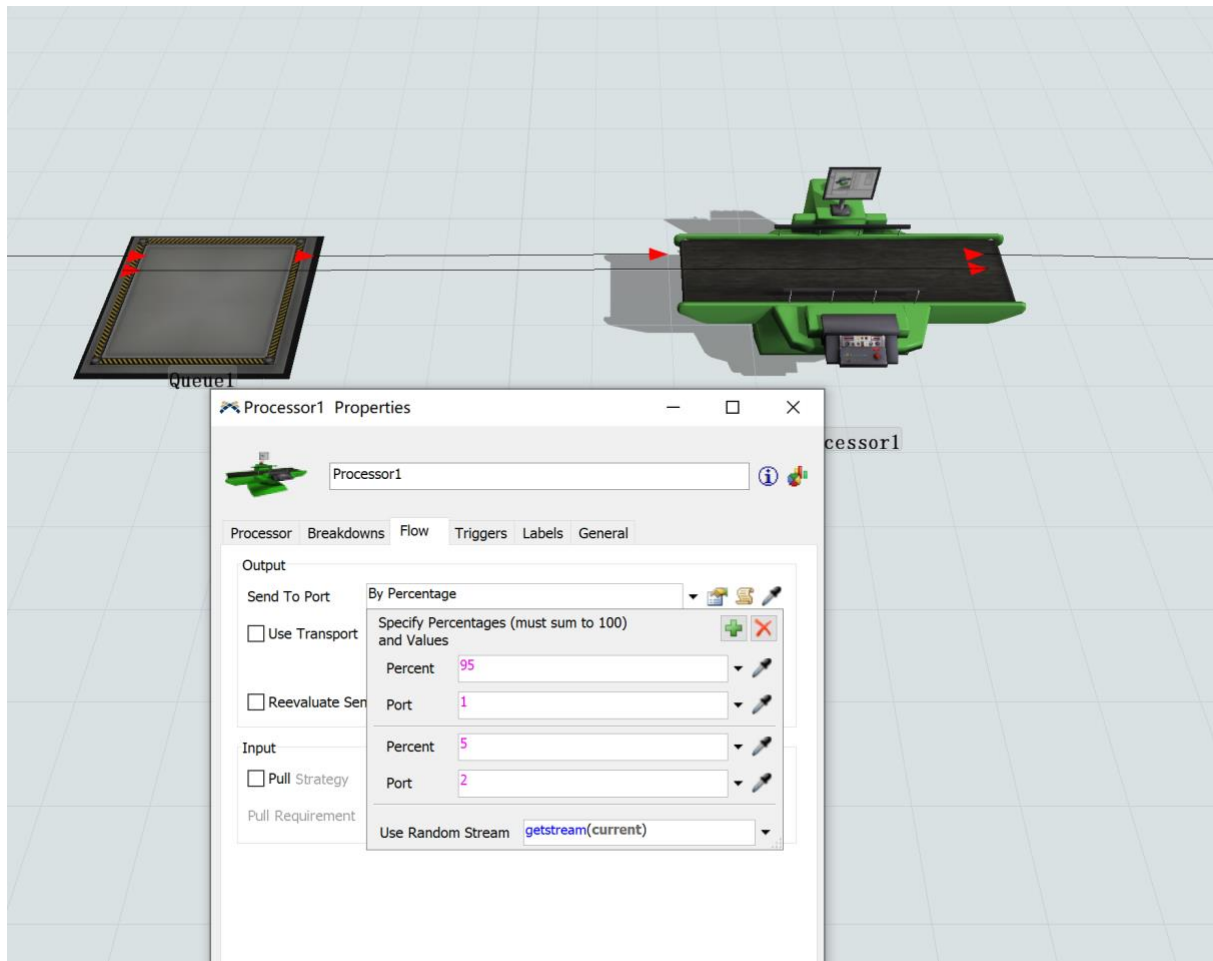 Queue1
Processor1 Properties
cessor1
Processor1
Processor Breakdowns Flow Triggers Labels General
Output
Send To Port By Percentage
Use Transport
Specify Percentages (must sum to 100)
and Values
Percent 95
Reevaluate Sen
Port 1
Input
Percent 5
Pull Strategy
Port 2
Pull Requirement
Use Random Stream getstream(current)